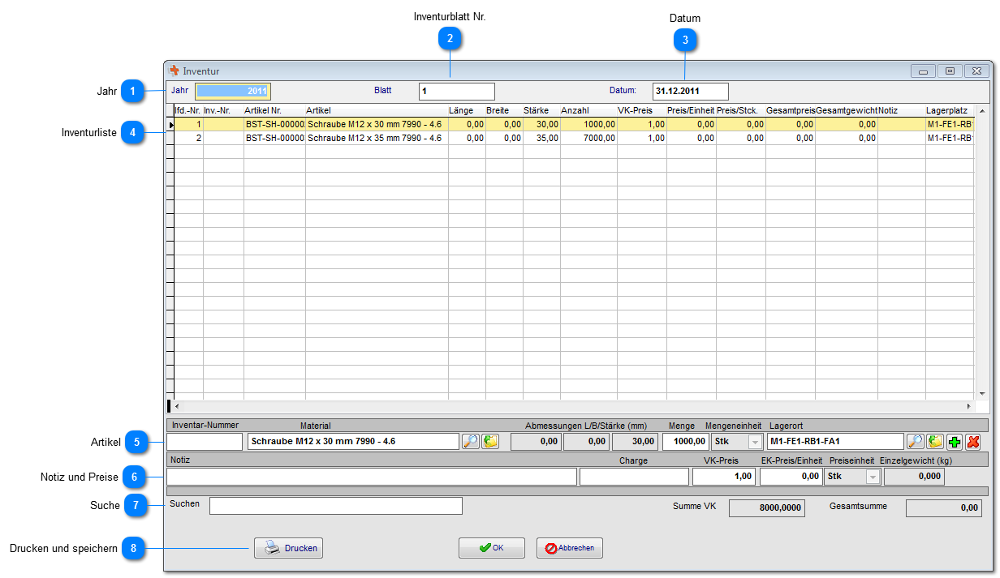 Inventurblatt Nr.
Datum
2
3
Inventur
Jahr 1
Jahr 2011 Blatt 1 Datum: 31.12.2011
lfd.-Nr. Inv.-Nr. Artikel Nr. Artikel Länge Breite Stärke Anzahl VK-Preis Preis/Einheit Preis/Stck. Gesamtpreis Gesamtgewicht Notiz Lagerplatz
Inventurliste 4
1 BST-SH-00000 Schraube M12 x 30 mm 7990 - 4.6 0,00 0,00 30,00 1000,00 1,00 0,00 0,00 0,00 0,00 M1-FE1-RB
2 BST-SH-00000 Schraube M12 x 35 mm 7990 - 4.6 0,00 0,00 35,00 7000,00 1,00 0,00 0,00 0,00 0,00 M1-FE1-RB
Inventar-Nummer Material Abmessungen L/B/Stärke (mm) Menge Mengeneinheit Lagerort
Artikel 5
Schraube M12 x 30 mm 7990 - 4.6 0,00 0,00 30,00 1000,00 Stk M1-FE1-RB1-FA1
Notiz Charge VK-Preis EK-Preis/Einheit Preiseinheit Einzelgewicht (kg)
Notiz und Preise 6
1,00 0,00 Stk 0,000
Suche 7
Suchen Summe VK 8000,0000 Gesamtsumme 0,00
Drucken und speichern 8
Drucken OK Abbrechen